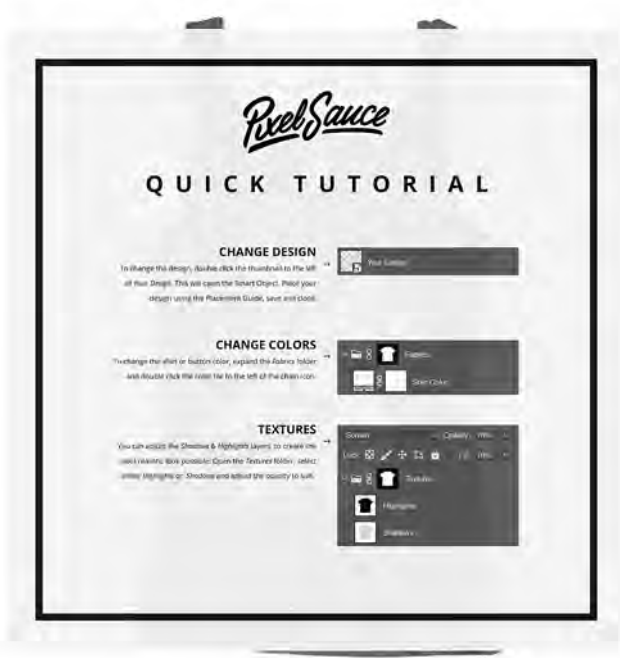 Pixel Sauce
QUICK TUTORIAL
CHANGE DESIGN
To change the design, double click the thumbnail to the left
of Your Design. This will open the Smart Object. Place your
design using the Placement Guide, save and close.
Your Design
CHANGE COLORS
To change the shirt or button color, expand the Fabrics folder
and double click the color tile to the left of the chain icon.
Fabrics
Shirt Color
TEXTURES
You can adjust the Shadows & Highlights layers to create the
most realistic look possible. Open the Textures folder, select
either Highlights or Shadows and adjust the opacity to suit.
Screen
Opacity:
Lock:
Textures
Highlights
Shadows